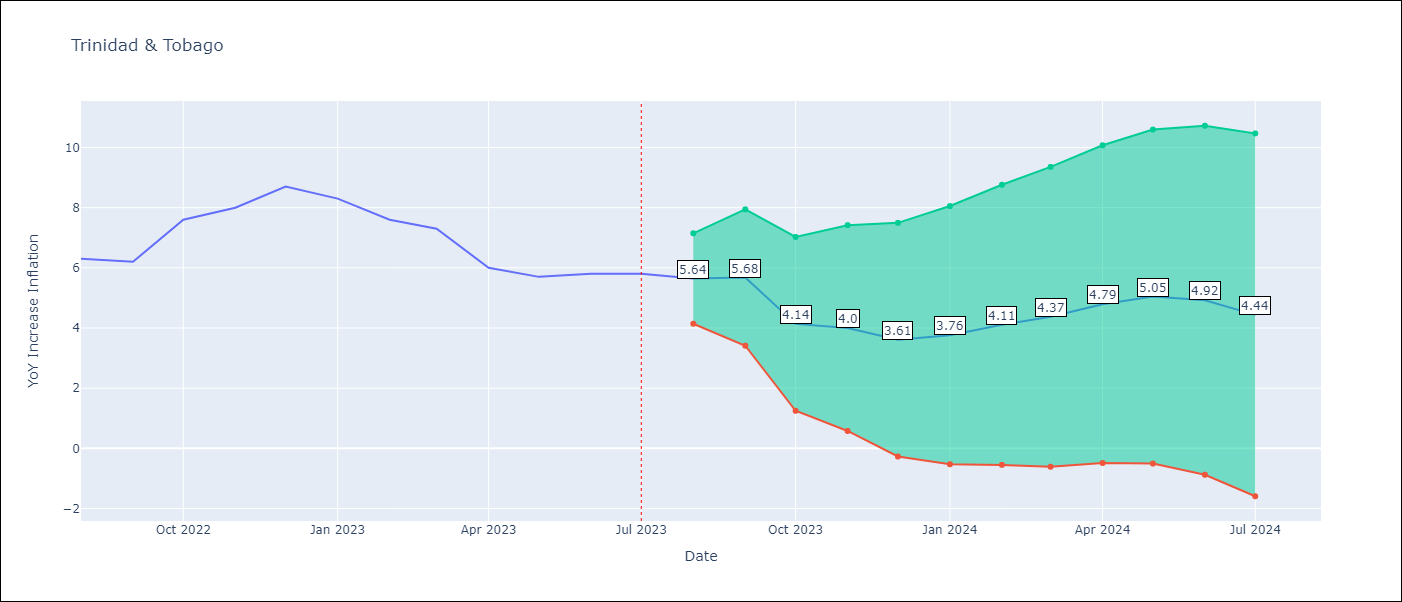 Trinidad & Tobago
YoY Increase Inflation
10
8
6
4
2
0
−2
5.64
5.68
4.14
4.0
3.61
3.76
4.11
4.37
4.79
5.05
4.92
4.44
Oct 2022
Jan 2023
Apr 2023
Jul 2023
Oct 2023
Jan 2024
Apr 2024
Jul 2024
Date